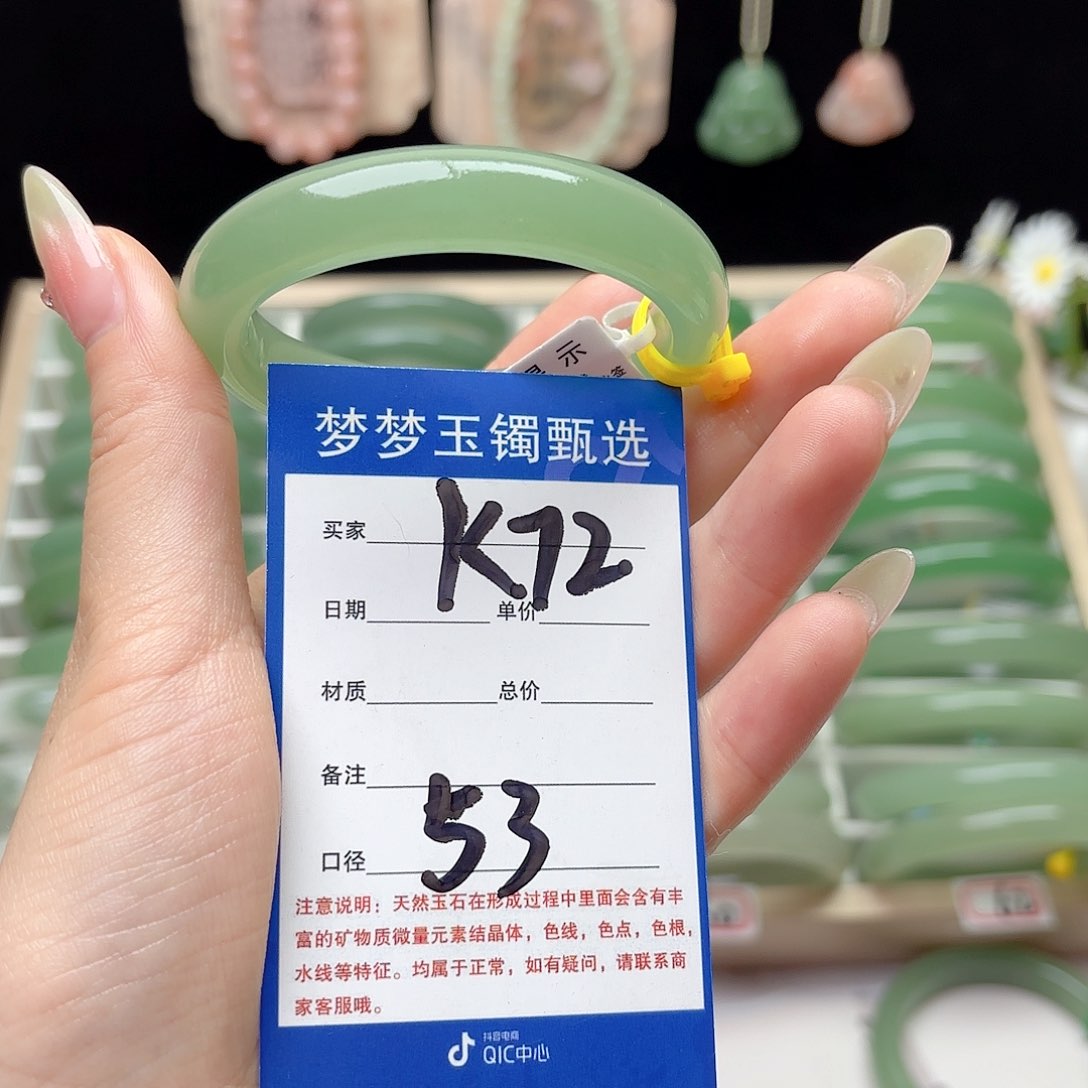 显示
梦梦玉镯甄选
买家 K72
日期 单价
材质 总价
备注
口径 53
注意说明：天然玉石在形成过程中里面会含有丰
富的矿物质微量元素结晶体，色线，色点，色根，
水线等特征。均属于正常，如有疑问，请联系商
家客服哦。
抖音电商
QIC中心